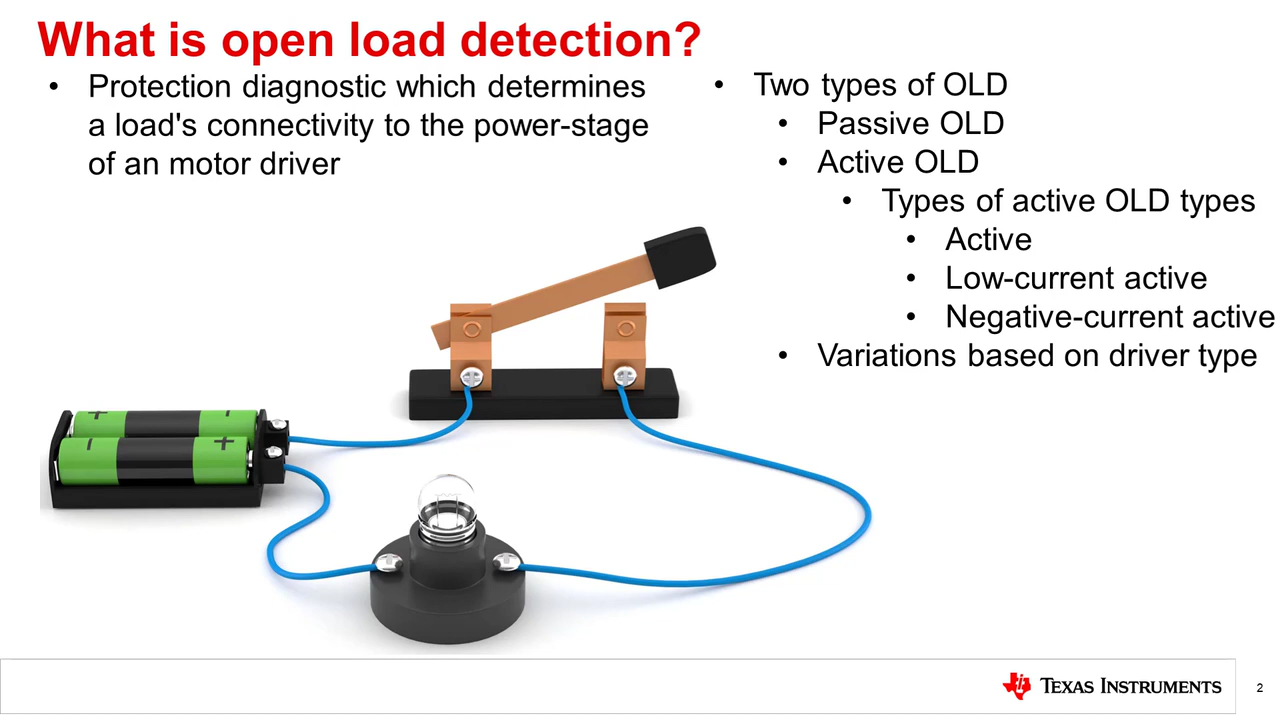 What is open load detection?
• Protection diagnostic which determines
a load's connectivity to the power-stage
of an motor driver
• Two types of OLD
• Passive OLD
• Active OLD
• Types of active OLD types
• Active
• Low-current active
• Negative-current active
• Variations based on driver type
+ -
- +
TEXAS INSTRUMENTS
2